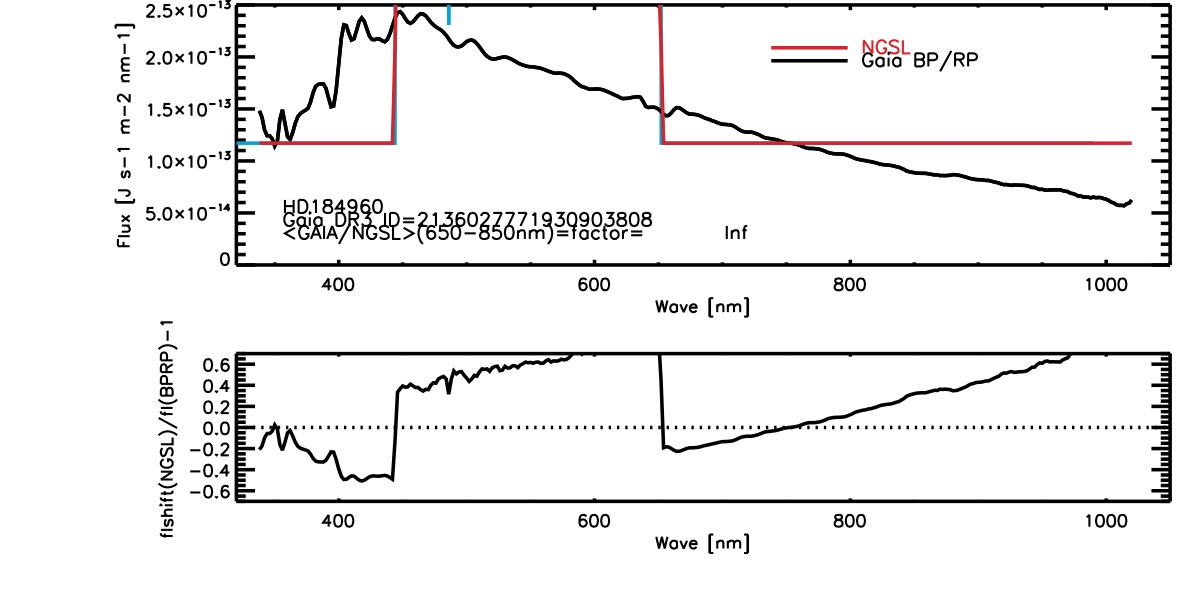 2.5×10−13
2.0×10−13
1.5×10−13
1.0×10−13
5.0×10−14
0
Flux [J s−1 m−2 nm−1]
NGSL
Gaia BP/RP
HD184960
Gaia DR3 ID=2136027771930903808
<GAIA/NGSL>(650−850nm)=factor= Inf
400 600 800 1000
Wave [nm]
flshift(NGSL)/fl(BPRP)−1
0.6
0.4
0.2
0.0
−0.2
−0.4
−0.6
400 600 800 1000
Wave [nm]